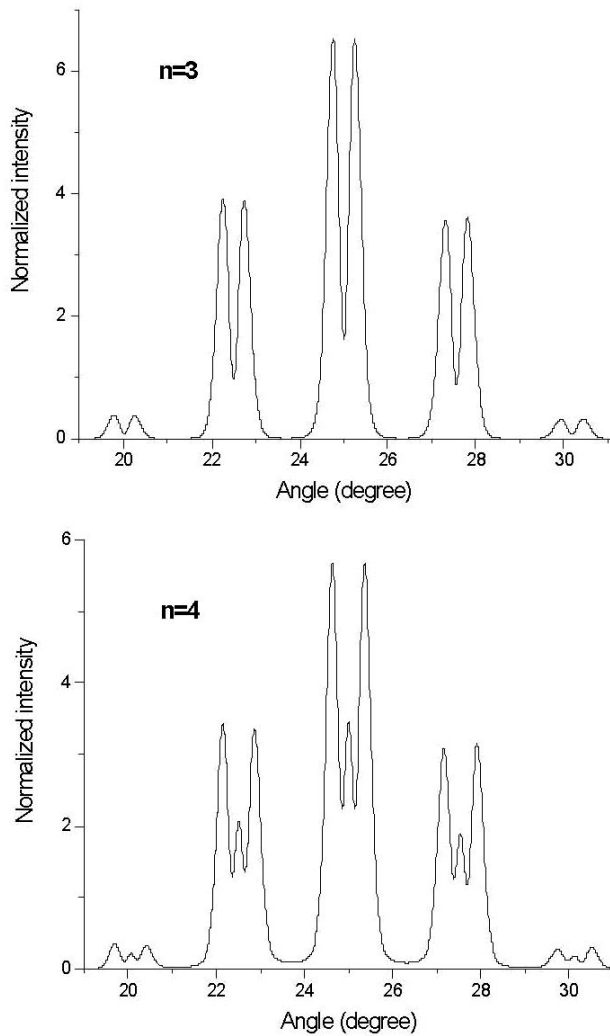 n=3
Normalized intensity
6
4
2
0
20 22 24 26 28 30
Angle (degree)
n=4
Normalized intensity
6
4
2
0
20 22 24 26 28 30
Angle (degree)